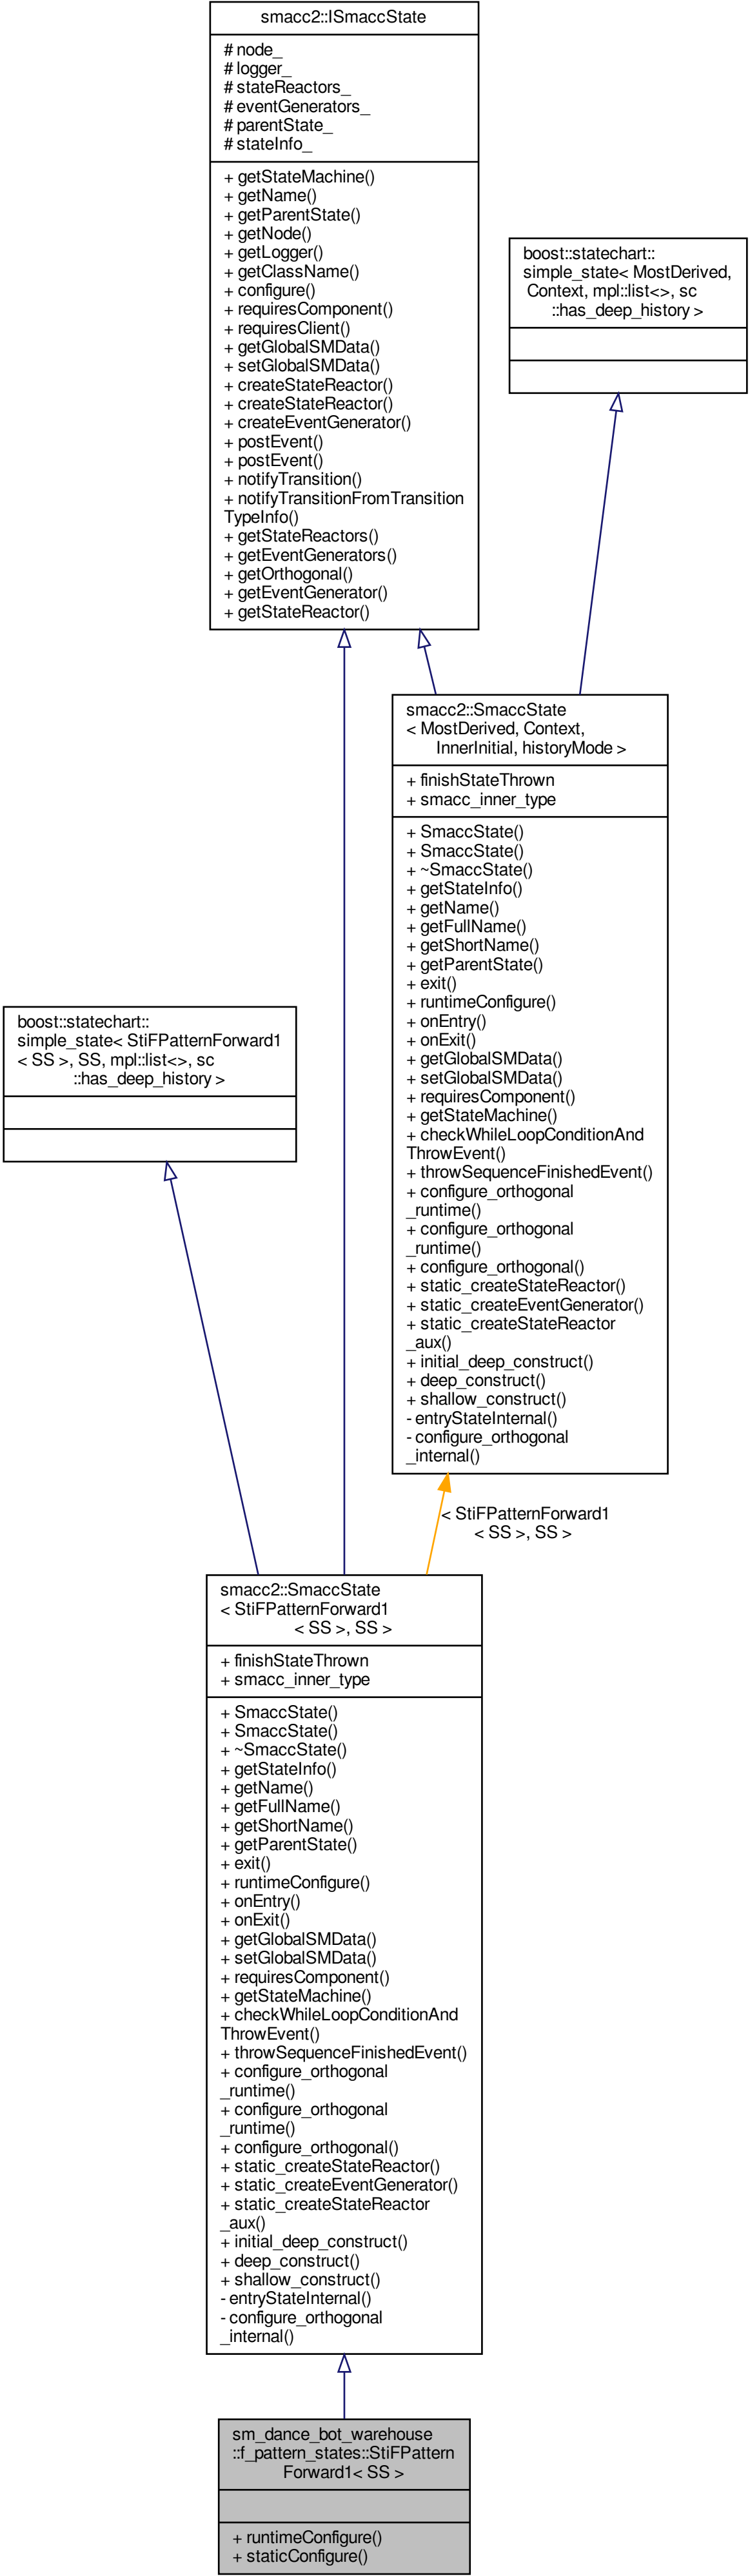 smacc2::ISmaccState
# node_
# logger_
# stateReactors_
# eventGenerators_
# parentState_
# stateInfo_
+ getStateMachine()
+ getName()
+ getParentState()
+ getNode()
+ getLogger()
+ getClassName()
+ configure()
+ requiresComponent()
+ requiresClient()
+ getGlobalSMData()
+ setGlobalSMData()
+ createStateReactor()
+ createStateReactor()
+ createEventGenerator()
+ postEvent()
+ postEvent()
+ notifyTransition()
+ notifyTransitionFromTransition
TypeInfo()
+ getStateReactors()
+ getEventGenerators()
+ getOrthogonal()
+ getEventGenerator()
+ getStateReactor()
boost::statechart::
simple_state< MostDerived,
Context, mpl::list<>, sc
::has_deep_history >
smacc2::SmaccState
< MostDerived, Context,
InnerInitial, historyMode >
+ finishStateThrown
+ smacc_inner_type
+ SmaccState()
+ SmaccState()
+ ~SmaccState()
+ getStateInfo()
+ getName()
+ getFullName()
+ getShortName()
+ getParentState()
+ exit()
+ runtimeConfigure()
+ onEntry()
+ onExit()
+ getGlobalSMData()
+ setGlobalSMData()
+ requiresComponent()
+ getStateMachine()
+ checkWhileLoopConditionAnd
ThrowEvent()
+ throwSequenceFinishedEvent()
+ configure_orthogonal
_runtime()
+ configure_orthogonal
_runtime()
+ configure_orthogonal()
+ static_createStateReactor()
+ static_createEventGenerator()
+ static_createStateReactor
_aux()
+ initial_deep_construct()
+ deep_construct()
+ shallow_construct()
- entryStateInternal()
- configure_orthogonal
_internal()
boost::statechart::
simple_state< StiFPatternForward1
< SS >, SS, mpl::list<>, sc
::has_deep_history >
< StiFPatternForward1
< SS >, SS >
smacc2::SmaccState
< StiFPatternForward1
< SS >, SS >
+ finishStateThrown
+ smacc_inner_type
+ SmaccState()
+ SmaccState()
+ ~SmaccState()
+ getStateInfo()
+ getName()
+ getFullName()
+ getShortName()
+ getParentState()
+ exit()
+ runtimeConfigure()
+ onEntry()
+ onExit()
+ getGlobalSMData()
+ setGlobalSMData()
+ requiresComponent()
+ getStateMachine()
+ checkWhileLoopConditionAnd
ThrowEvent()
+ throwSequenceFinishedEvent()
+ configure_orthogonal
_runtime()
+ configure_orthogonal
_runtime()
+ configure_orthogonal()
+ static_createStateReactor()
+ static_createEventGenerator()
+ static_createStateReactor
_aux()
+ initial_deep_construct()
+ deep_construct()
+ shallow_construct()
- entryStateInternal()
- configure_orthogonal
_internal()
sm_dance_bot_warehouse
::f_pattern_states::StiFPattern
Forward1< SS >
+ runtimeConfigure()
+ staticConfigure()